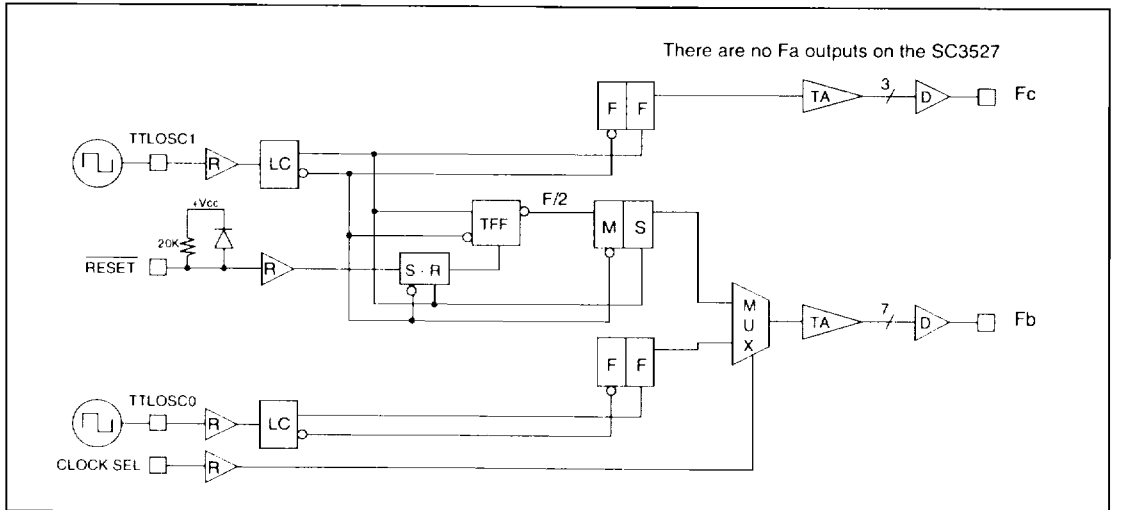 There are no Fa outputs on the SC3527
F F
TA
3
D
Fc
TTLOSC1
R
LC
+Vcc
20K
RESET
R
S - R
TFF
F/2
M S
MUX
TA
7
D
Fb
F F
TTLOSC0
R
LC
CLOCK SEL
R